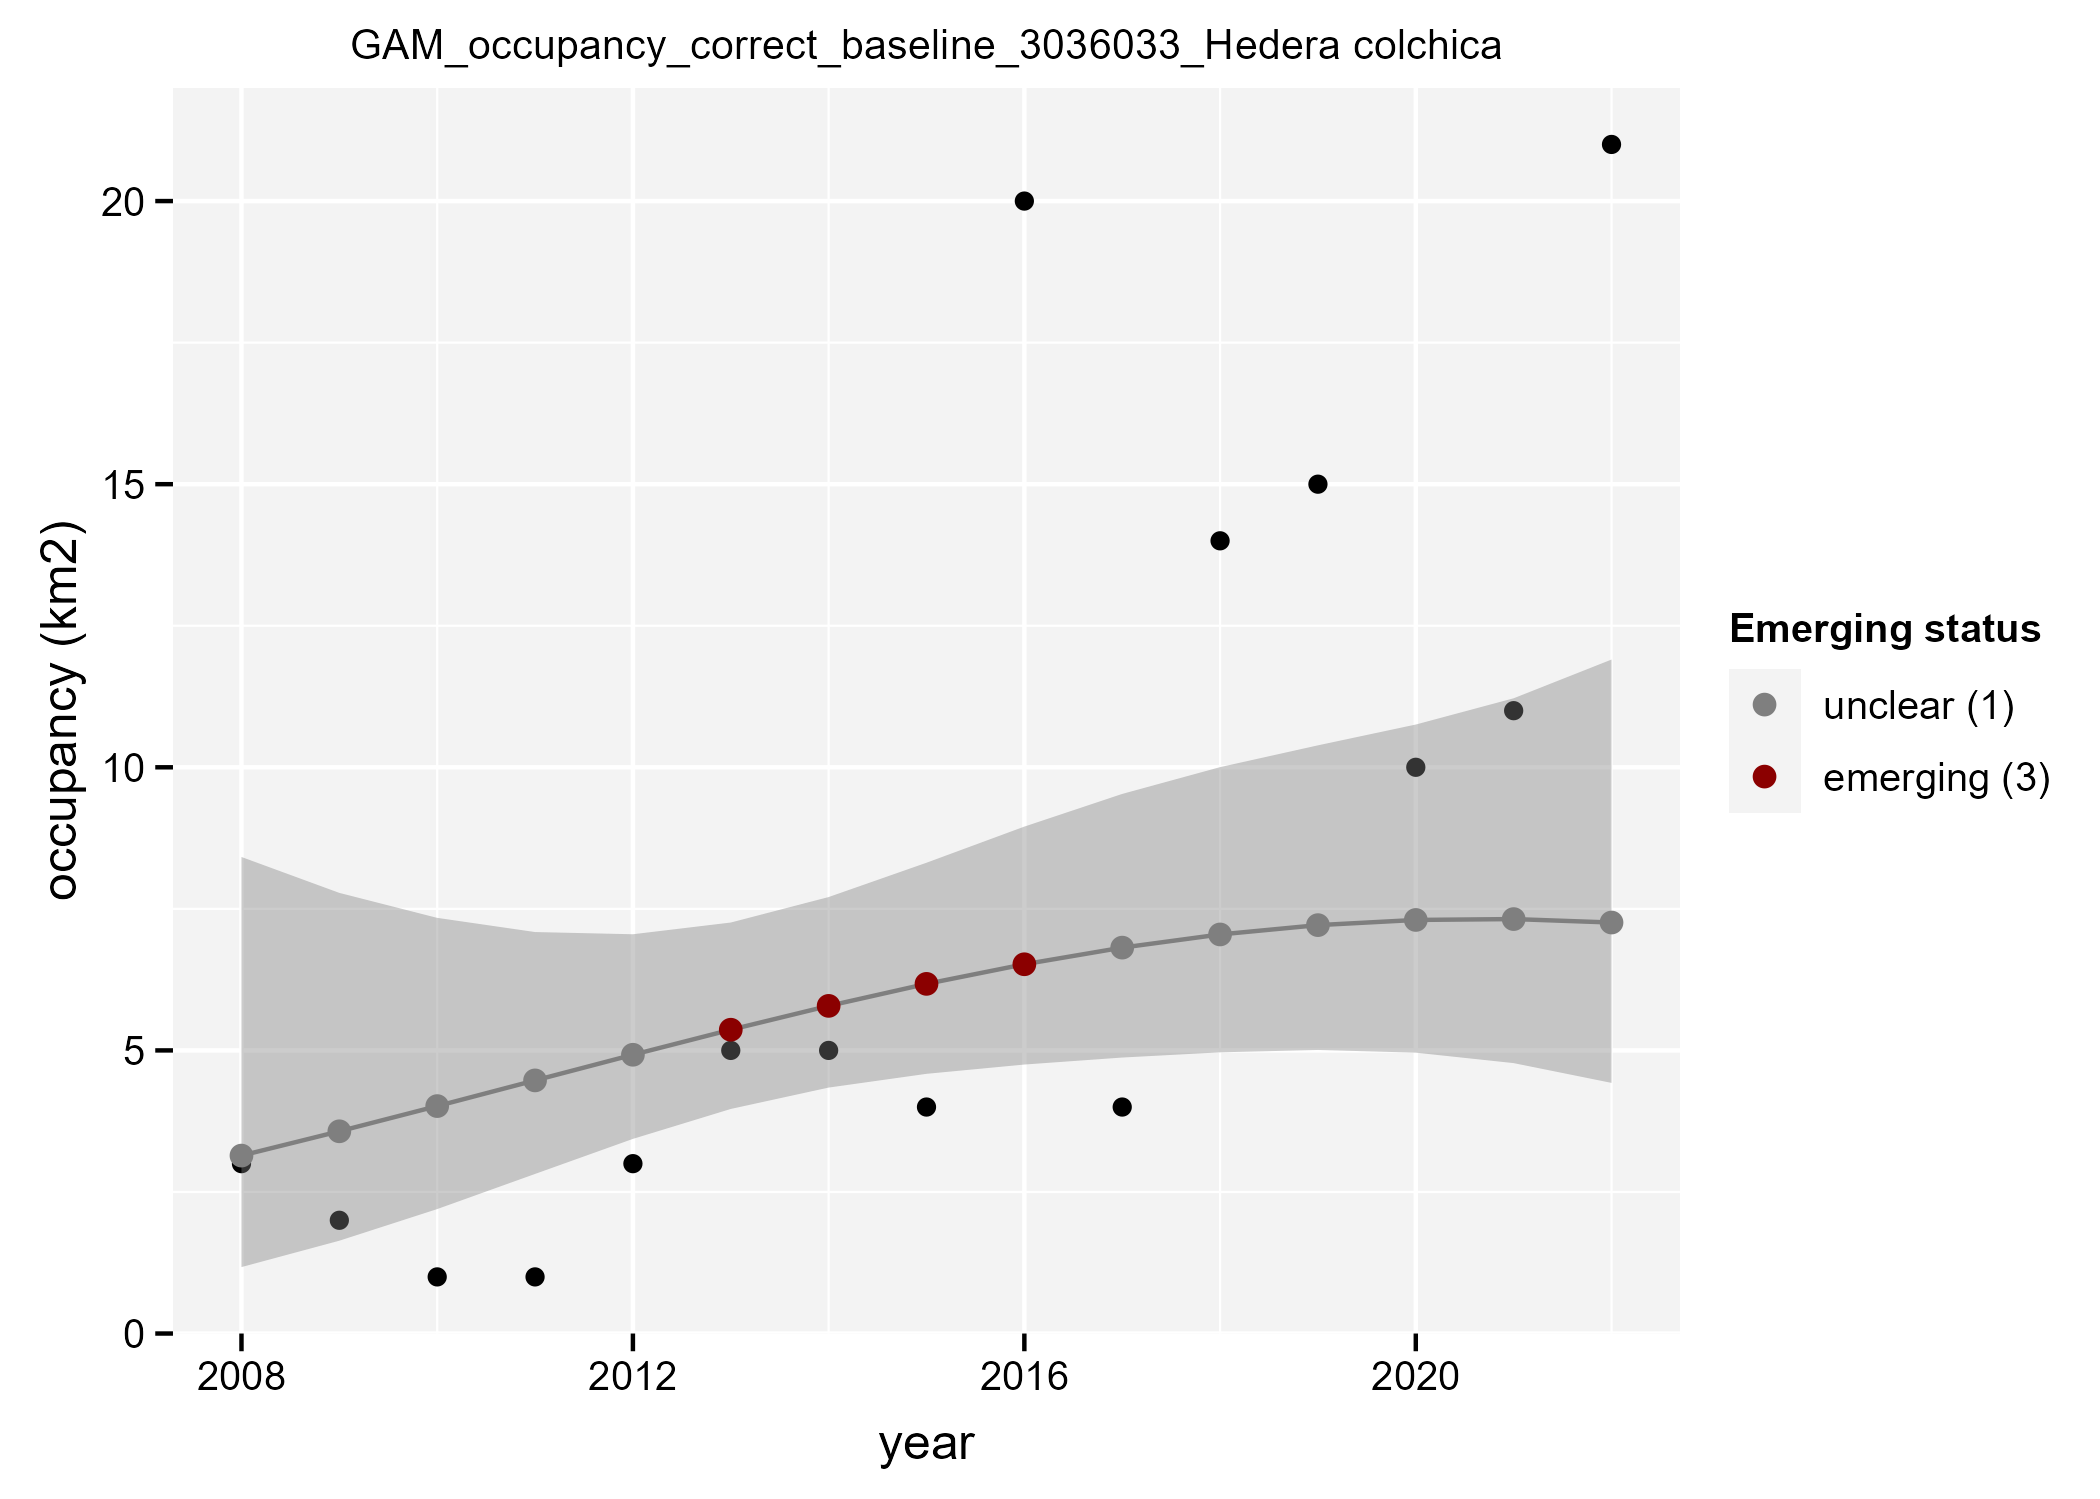 GAM_occupancy_correct_baseline_3036033_Hedera colchica
occupancy (km2)
20
15
10
5
0
2008 2012 2016 2020
year
Emerging status
unclear (1)
emerging (3)